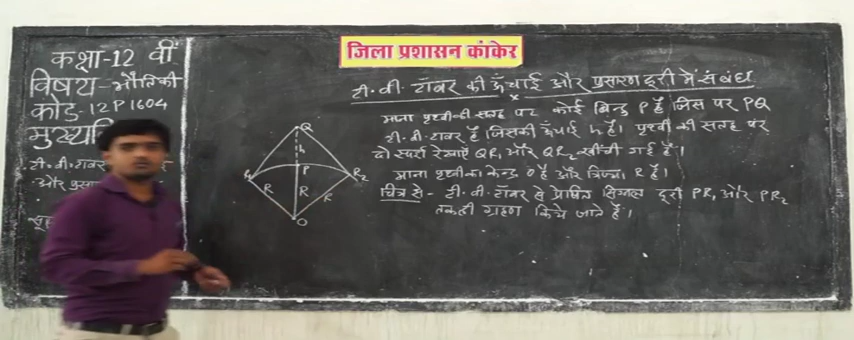 जिला प्रशासन कांकेर
कक्षा-12 वीं
विषय-भौतिकी
कोड-12P1604
टी.वी. टॉवर की ऊँचाई और प्रसारण दूरी में संबंध
माना पृथ्वी की सतह पर कोई बिन्दु P है जिस पर PQ
टी.वी. टावर है जिसकी ऊँचाई h है। पृथ्वी की सतह पर
दो स्पर्श रेखाएँ QR₁ और QR₂ खींची गई हैं।
माना पृथ्वी का केन्द्र O है और त्रिज्या R है।
चित्र से- टी.वी. टॉवर से प्रेषित सिग्नल दूरी PR₁ और PR₂
तक ही ग्रहण किये जाते हैं।
Q
h
R₁ P R₂
R R R
O